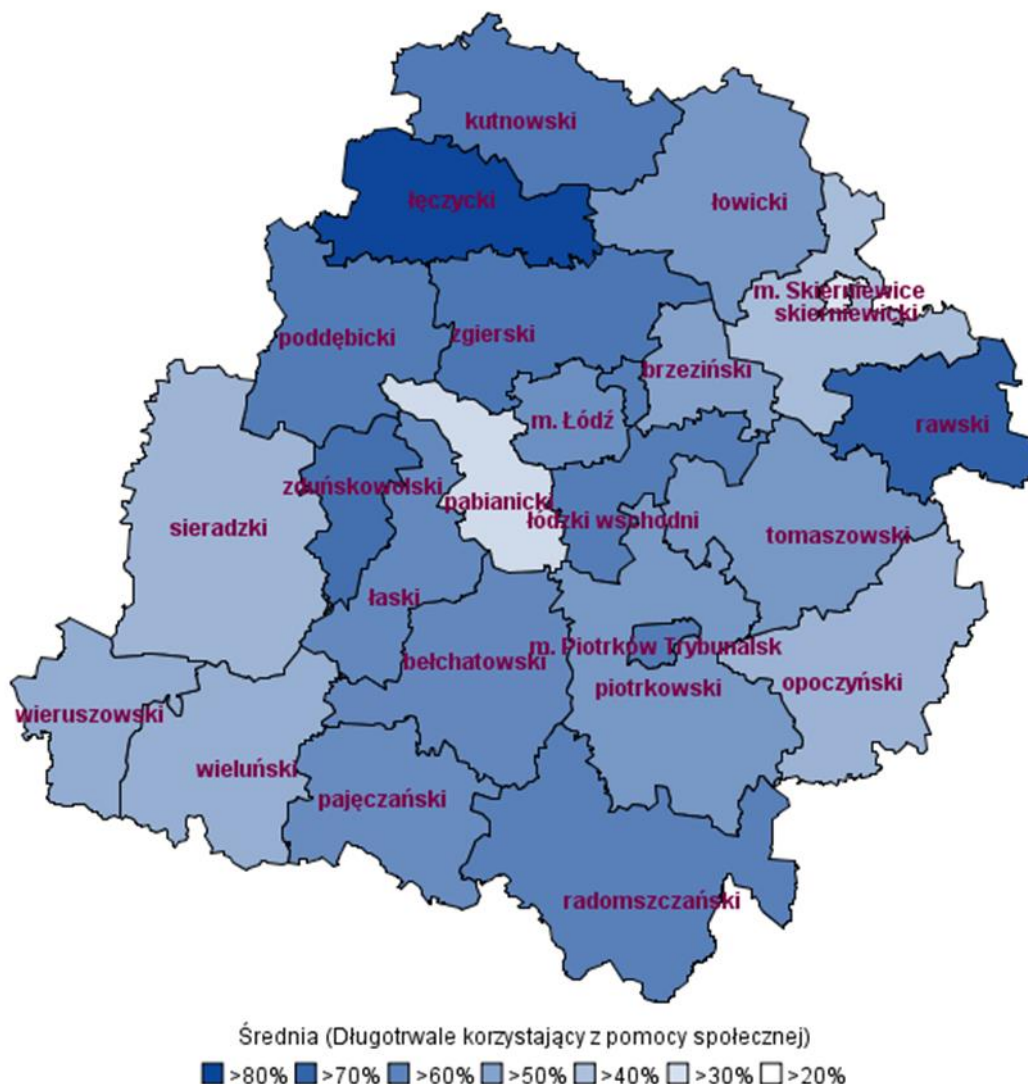 kutnowski
łęczycki
łowicki
m. Skierniewice
skierniewicki
poddębicki
zgierski
brzeziński
m. Łódź
rawski
zduńskowolski
pabianicki
łódzki wschodni
sieradzki
tomaszowski
łaski
bełchatowski
m. Piotrków Trybunalsk
piotrkowski
opoczyński
wieruszowski
wieluński
pajęczański
radomszczański
Średnia (Długotrwale korzystający z pomocy społecznej)
>80% >70% >60% >50% >40% >30% >20%